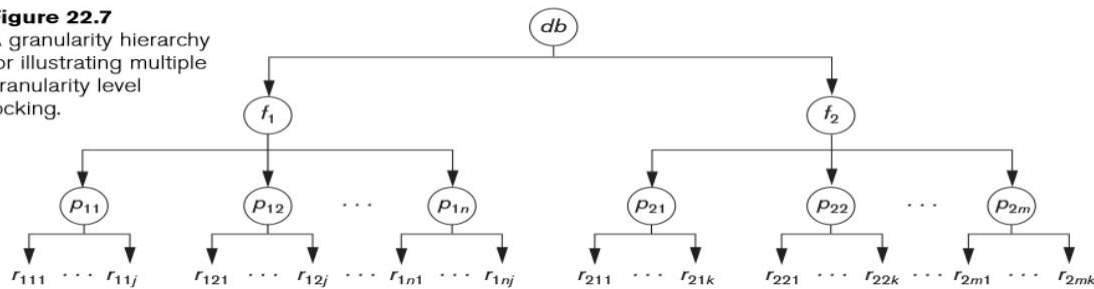 igure 22.7
granularity hierarchy
or illustrating multiple
ranularity level
ocking.
db
f1 f2
p11 p12 ... p1n p21 p22 ... p2m
r111 ... r11j r121 ... r12j ... r1n1 ... r1nj r211 ... r21k r221 ... r22k ... r2m1 ... r2mk